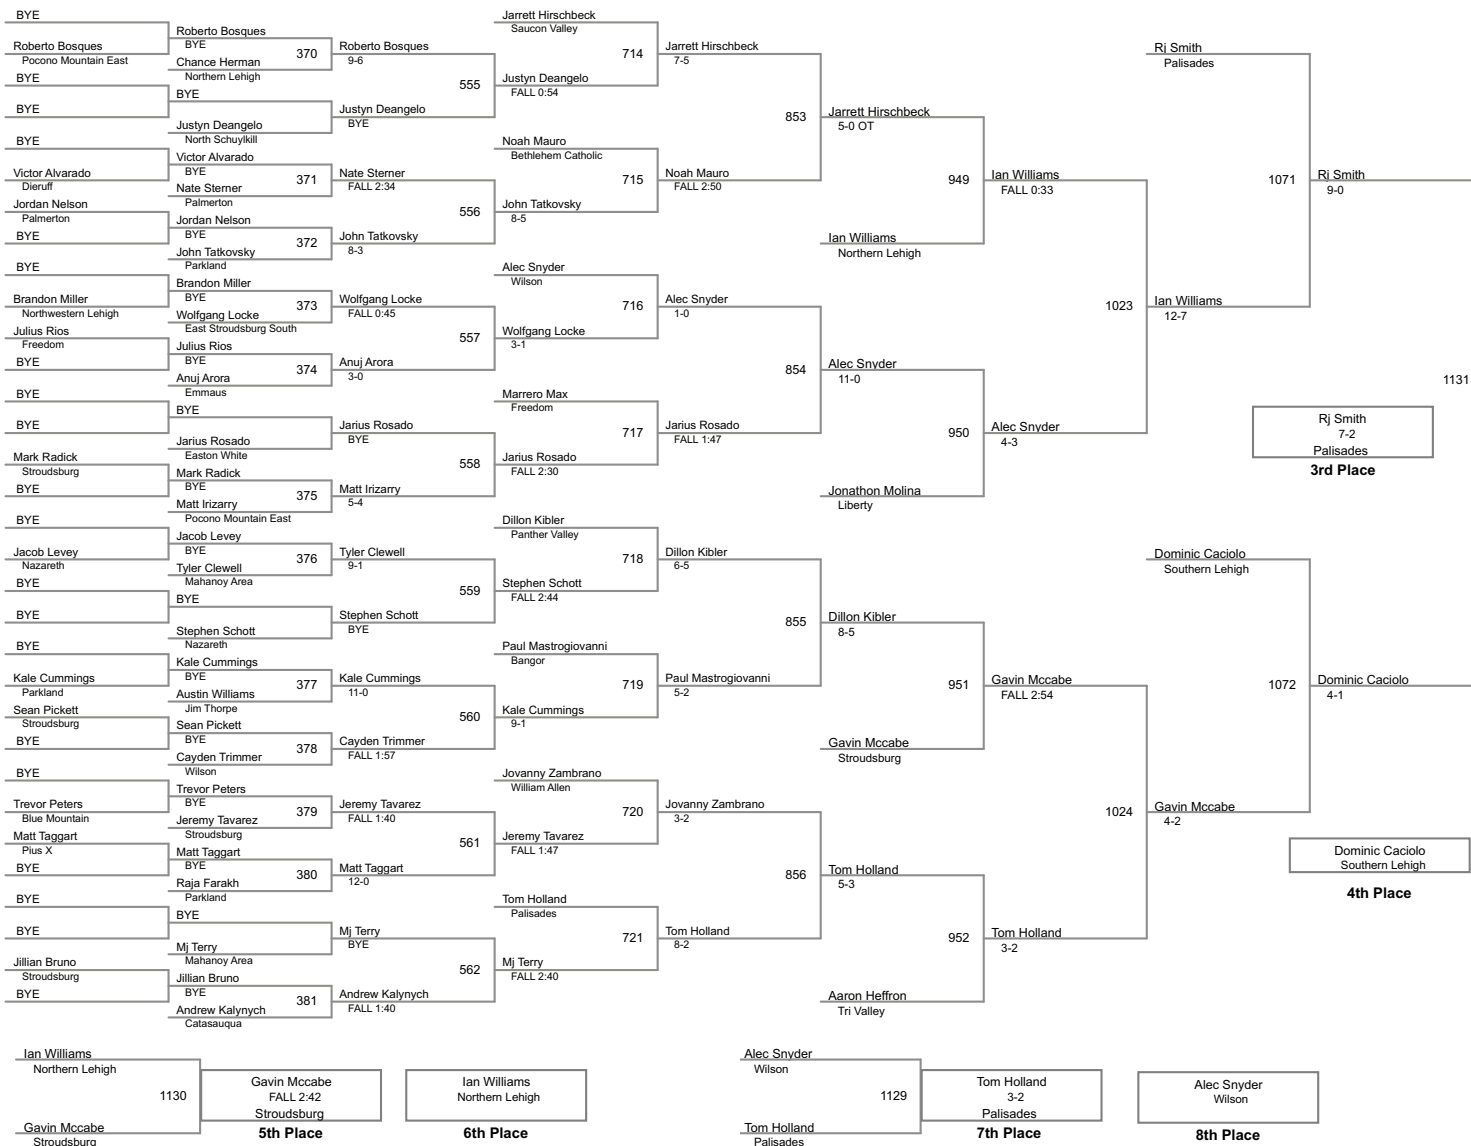 BYE
Roberto Bosques
Pocono Mountain East
BYE
BYE
BYE
Victor Alvarado
Dieruff
Jordan Nelson
Palmerton
BYE
BYE
Brandon Miller
Northwestern Lehigh
Julius Rios
Freedom
BYE
BYE
BYE
Mark Radick
Stroudsburg
BYE
BYE
Jacob Levey
Nazareth
BYE
BYE
BYE
Kale Cummings
Parkland
Sean Pickett
Stroudsburg
BYE
BYE
Trevor Peters
Blue Mountain
Matt Taggart
Pius X
BYE
BYE
BYE
Jillian Bruno
Stroudsburg
BYE
Roberto Bosques
BYE
370
Chance Herman
Northern Lehigh
BYE
Justyn Deangelo
North Schuylkill
Victor Alvarado
BYE
371
Nate Sterner
Palmerton
Jordan Nelson
BYE
372
John Tatkovsky
Parkland
Brandon Miller
BYE
373
Wolfgang Locke
East Stroudsburg South
Julius Rios
BYE
374
Anuj Arora
Emmaus
BYE
Jarius Rosado
Easton White
Mark Radick
BYE
375
Matt Irizarry
Pocono Mountain East
Jacob Levey
BYE
376
Tyler Clewell
Mahanoy Area
BYE
Stephen Schott
Nazareth
Kale Cummings
BYE
377
Austin Williams
Jim Thorpe
Sean Pickett
BYE
378
Cayden Trimmer
Wilson
Trevor Peters
BYE
379
Jeremy Tavarez
Stroudsburg
Matt Taggart
BYE
380
Raja Farakh
Parkland
BYE
Mj Terry
Mahanoy Area
Jillian Bruno
BYE
381
Andrew Kalynych
Catasauqua
Roberto Bosques
9-6
555
Justyn Deangelo
BYE
Nate Sterner
FALL 2:34
556
John Tatkovsky
8-3
Wolfgang Locke
FALL 0:45
557
Anuj Arora
3-0
Jarius Rosado
BYE
558
Matt Irizarry
5-4
Tyler Clewell
9-1
559
Stephen Schott
BYE
Kale Cummings
11-0
560
Cayden Trimmer
FALL 1:57
Jeremy Tavarez
FALL 1:40
561
Matt Taggart
12-0
Mj Terry
BYE
562
Andrew Kalynych
FALL 1:40
Jarrett Hirschbeck
Saucon Valley
714
Justyn Deangelo
FALL 0:54
Noah Mauro
Bethlehem Catholic
715
John Tatkovsky
8-5
Alec Snyder
Wilson
716
Wolfgang Locke
3-1
Marrero Max
Freedom
717
Jarius Rosado
FALL 2:30
Dillon Kibler
Panther Valley
718
Stephen Schott
FALL 2:44
Paul Mastrogiovanni
Bangor
719
Kale Cummings
9-1
Jovanny Zambrano
William Allen
720
Jeremy Tavarez
FALL 1:47
Tom Holland
Palisades
721
Mj Terry
FALL 2:40
Jarrett Hirschbeck
7-5
853
Noah Mauro
FALL 2:50
Alec Snyder
1-0
854
Jarius Rosado
FALL 1:47
Dillon Kibler
6-5
855
Paul Mastrogiovanni
5-2
Jovanny Zambrano
3-2
856
Tom Holland
8-2
Jarrett Hirschbeck
5-0 OT
949
Ian Williams
Northern Lehigh
Alec Snyder
11-0
950
Jonathon Molina
Liberty
Dillon Kibler
8-5
951
Gavin Mccabe
Stroudsburg
Tom Holland
5-3
952
Aaron Heffron
Tri Valley
Ian Williams
FALL 0:33
1023
Alec Snyder
4-3
Gavin Mccabe
FALL 2:54
1024
Tom Holland
3-2
Rj Smith
Palisades
1071
Ian Williams
12-7
Dominic Caciolo
Southern Lehigh
1072
Gavin Mccabe
4-2
Rj Smith
9-0
1131
Dominic Caciolo
4-1
Rj Smith
7-2
Palisades
3rd Place
Dominic Caciolo
Southern Lehigh
4th Place
Ian Williams
Northern Lehigh
1130
Gavin Mccabe
Stroudsburg
Gavin Mccabe
FALL 2:42
Stroudsburg
5th Place
Ian Williams
Northern Lehigh
6th Place
Alec Snyder
Wilson
1129
Tom Holland
Palisades
Tom Holland
3-2
Palisades
7th Place
Alec Snyder
Wilson
8th Place